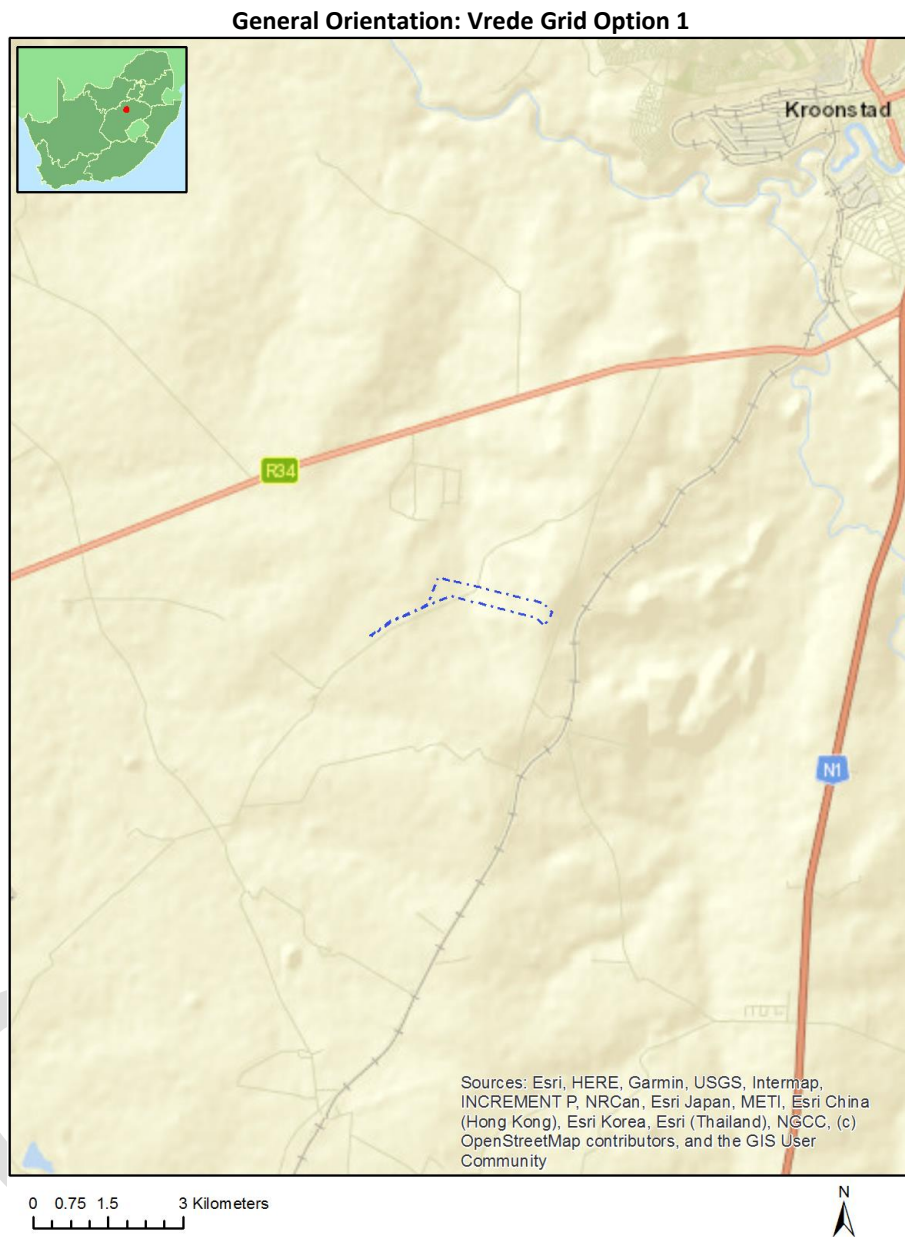 General Orientation: Vrede Grid Option 1
Kroonstad
R34
N1
Sources: Esri, HERE, Garmin, USGS, Intermap,
INCREMENT P, NRCan, Esri Japan, METI, Esri China
(Hong Kong), Esri Korea, Esri (Thailand), NGCC, (c)
OpenStreetMap contributors, and the GIS User
Community
0 0.75 1.5 3 Kilometers
N